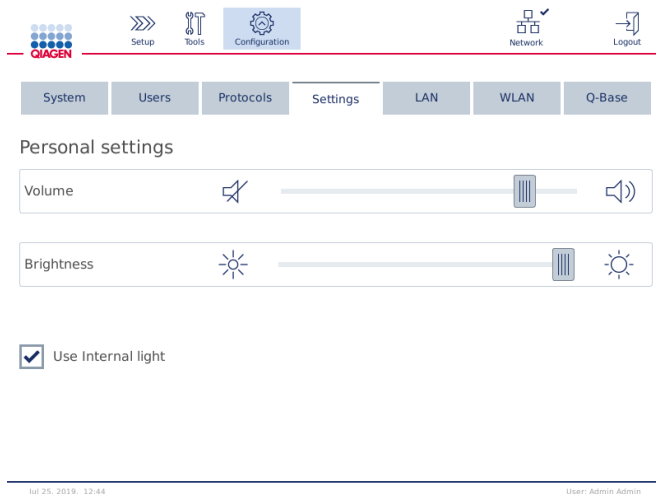 QIAGEN
Setup
Tools
Configuration
Network
Logout
System
Users
Protocols
Settings
LAN
WLAN
Q-Base
Personal settings
Volume
Brightness
Use Internal light
Jul 25, 2019, 12:44
User: Admin Admin